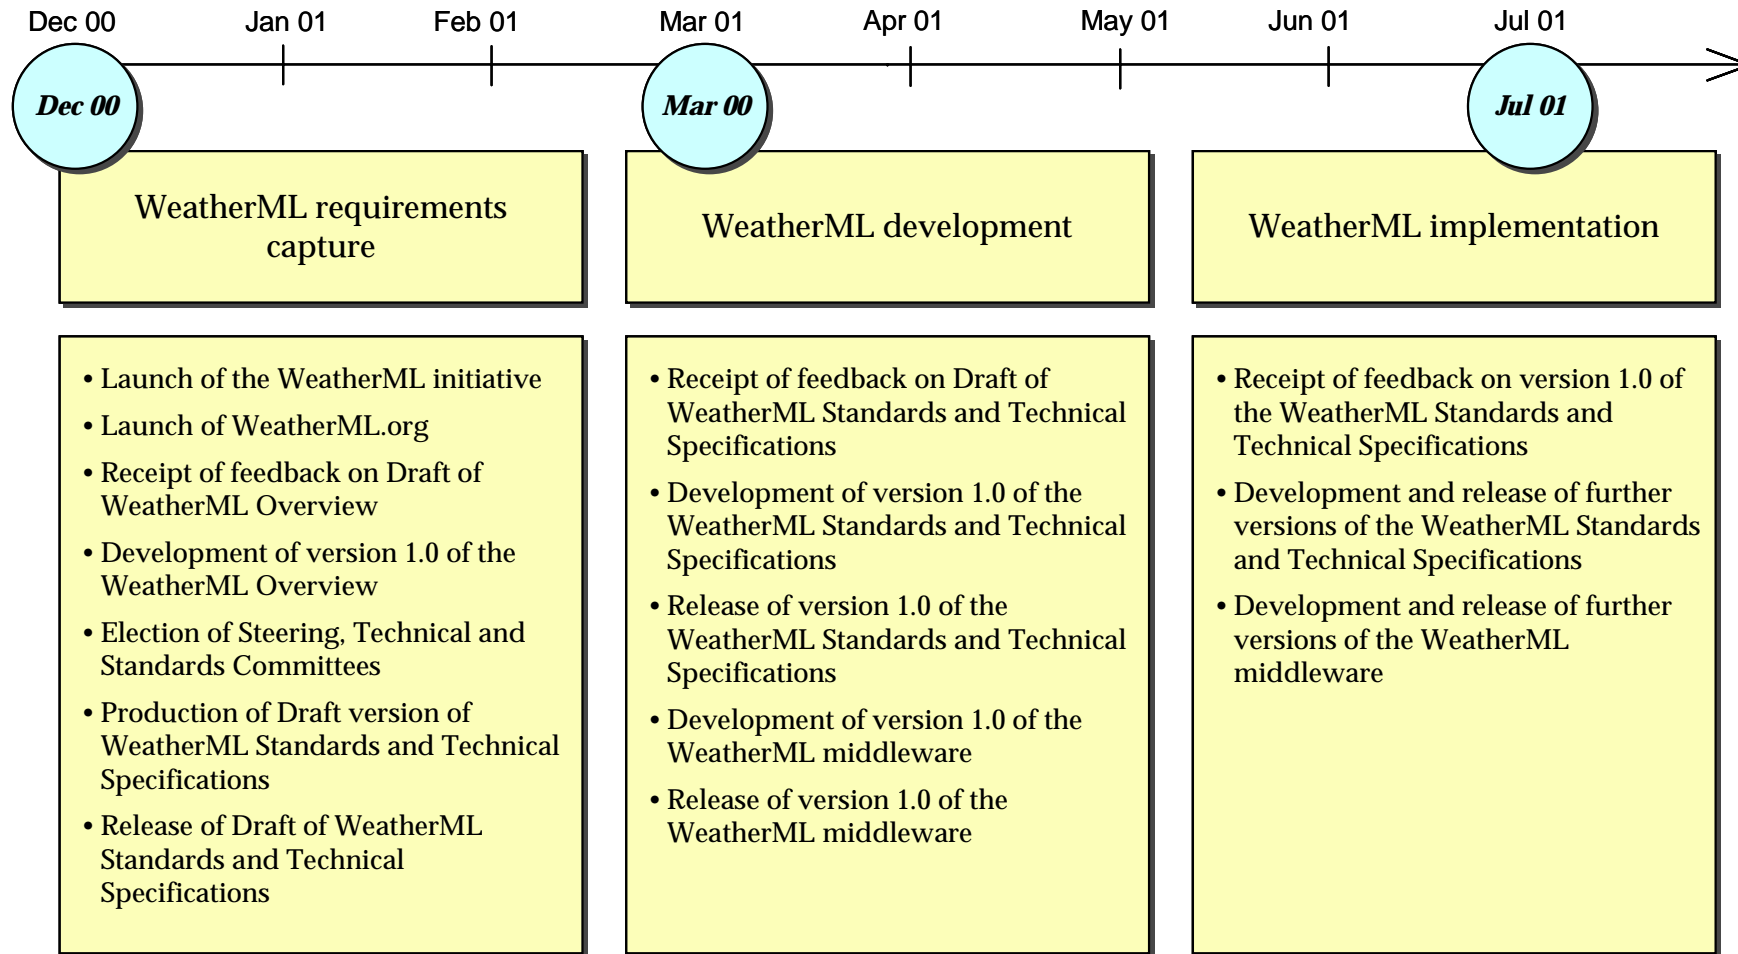 Dec 00 Jan 01 Feb 01 Mar 01 Apr 01 May 01 Jun 01 Jul 01
Dec 00 Mar 00 Jul 01
WeatherML requirements
capture
WeatherML development
WeatherML implementation
• Launch of the WeatherML initiative
• Launch of WeatherML.org
• Receipt of feedback on Draft of
WeatherML Overview
• Development of version 1.0 of the
WeatherML Overview
• Election of Steering, Technical and
Standards Committees
• Production of Draft version of
WeatherML Standards and Technical
Specifications
• Release of Draft of WeatherML
Standards and Technical
Specifications
• Receipt of feedback on Draft of
WeatherML Standards and Technical
Specifications
• Development of version 1.0 of the
WeatherML Standards and Technical
Specifications
• Release of version 1.0 of the
WeatherML Standards and Technical
Specifications
• Development of version 1.0 of the
WeatherML middleware
• Release of version 1.0 of the
WeatherML middleware
• Receipt of feedback on version 1.0 of
the WeatherML Standards and
Technical Specifications
• Development and release of further
versions of the WeatherML Standards
and Technical Specifications
• Development and release of further
versions of the WeatherML
middleware